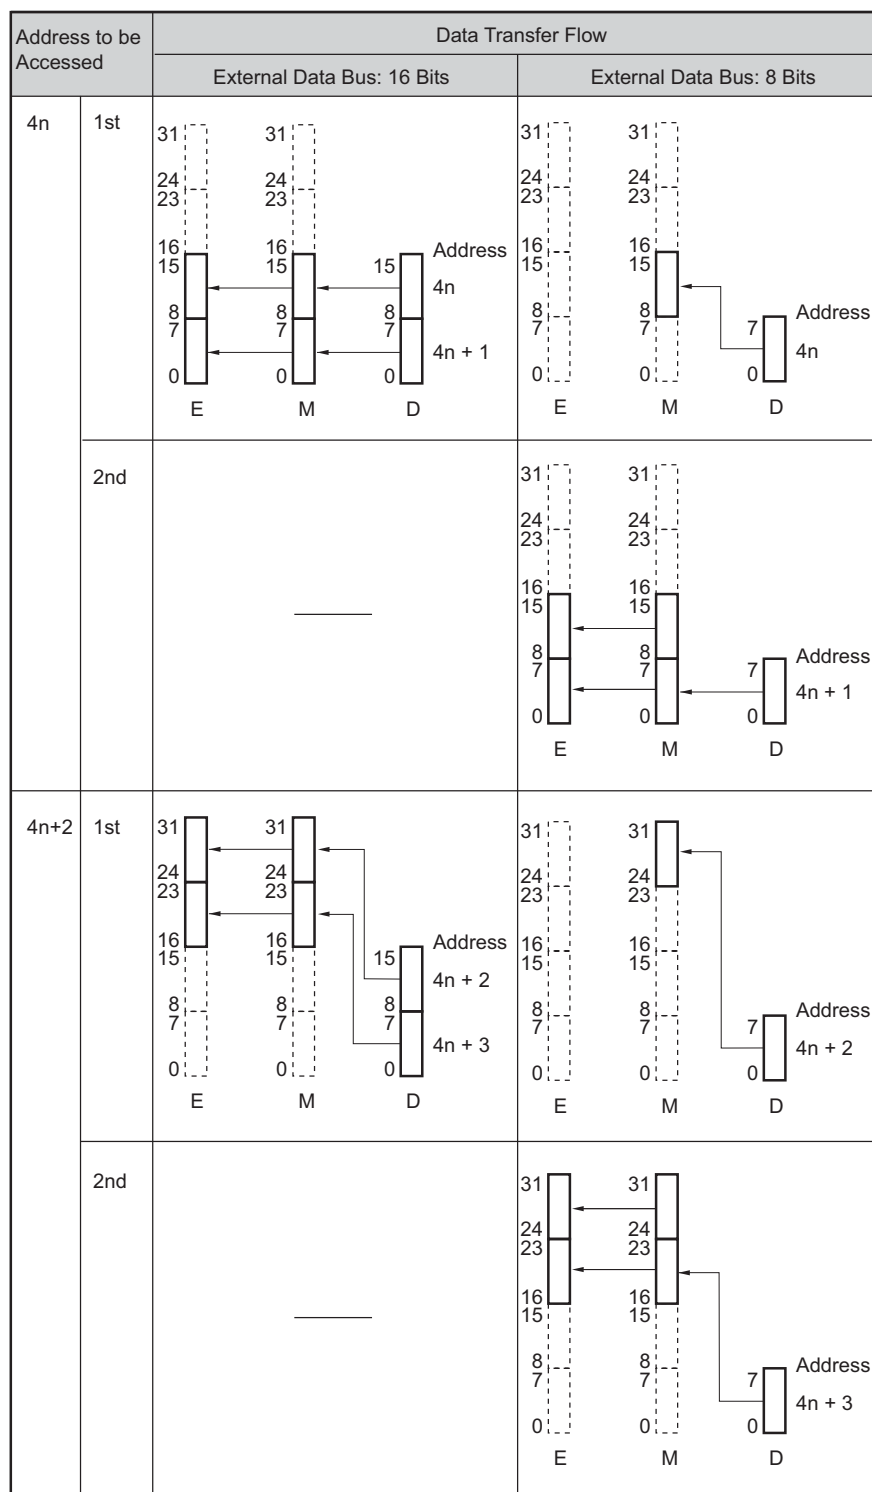 Address to be Accessed
Data Transfer Flow
External Data Bus: 16 Bits
External Data Bus: 8 Bits
4n
1st
31
24
23
16
15
8
7
0
E
31
24
23
16
15
8
7
0
M
15
8
7
0
D
Address
4n
4n + 1
31
24
23
16
15
8
7
0
E
31
24
23
16
15
8
7
0
M
7
0
D
Address
4n
2nd
31
24
23
16
15
8
7
0
E
31
24
23
16
15
8
7
0
M
7
0
D
Address
4n + 1
4n+2
1st
31
24
23
16
15
8
7
0
E
31
24
23
16
15
8
7
0
M
15
8
7
0
D
Address
4n + 2
4n + 3
31
24
23
16
15
8
7
0
E
31
24
23
16
15
8
7
0
M
7
0
D
Address
4n + 2
2nd
31
24
23
16
15
8
7
0
E
31
24
23
16
15
8
7
0
M
7
0
D
Address
4n + 3